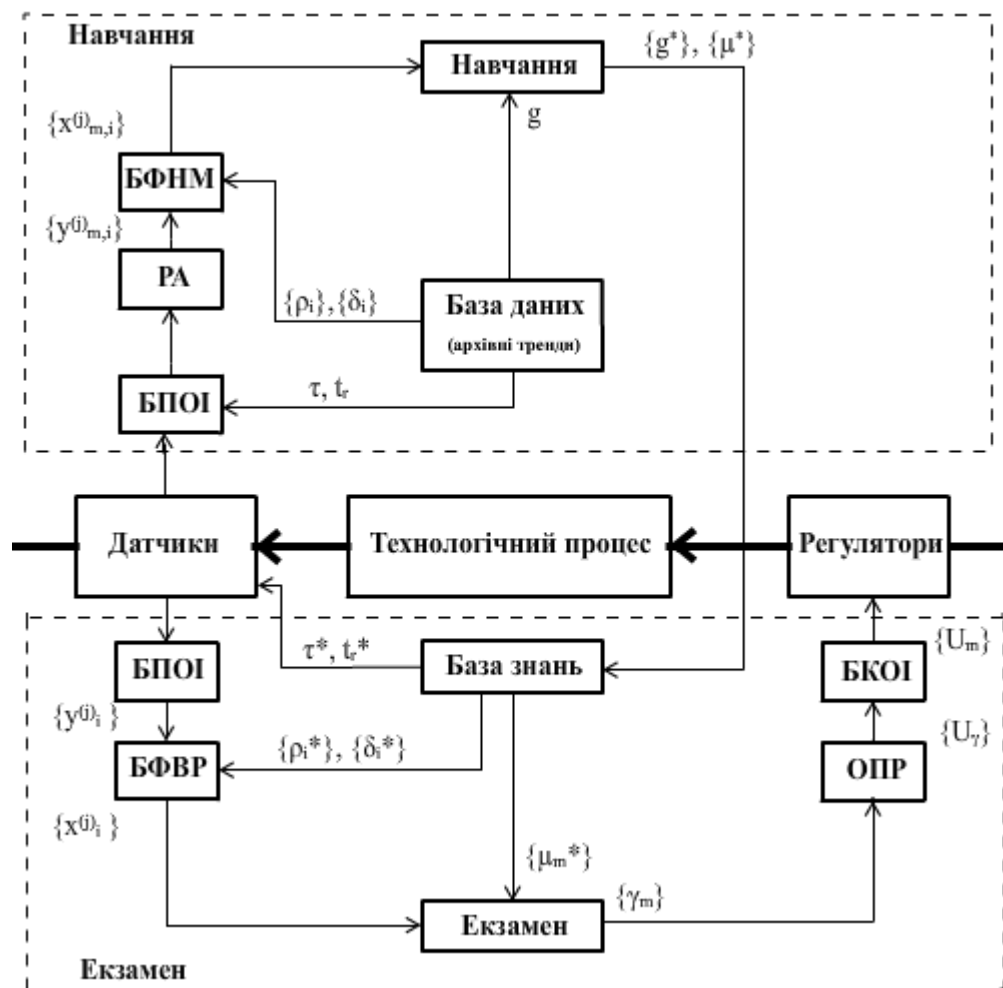 Навчання
{g*}, {μ*}
Навчання
g
{x⁽ʲ⁾ₘ,ᵢ}
БФНМ
{y⁽ʲ⁾ₘ,ᵢ}
РА
{ρᵢ},{δᵢ}
База даних
(архівні тренди)
БПОІ
τ, tᵣ
Датчики
Технологічний процес
Регулятори
БПОІ
τ*, tᵣ*
База знань
БКОІ
{Uₘ}
{y⁽ʲ⁾ᵢ }
{ρᵢ*}, {δᵢ*}
{Uᵧ}
БФВР
ОПР
{x⁽ʲ⁾ᵢ }
{μₘ*}
{γₘ}
Екзамен
Екзамен